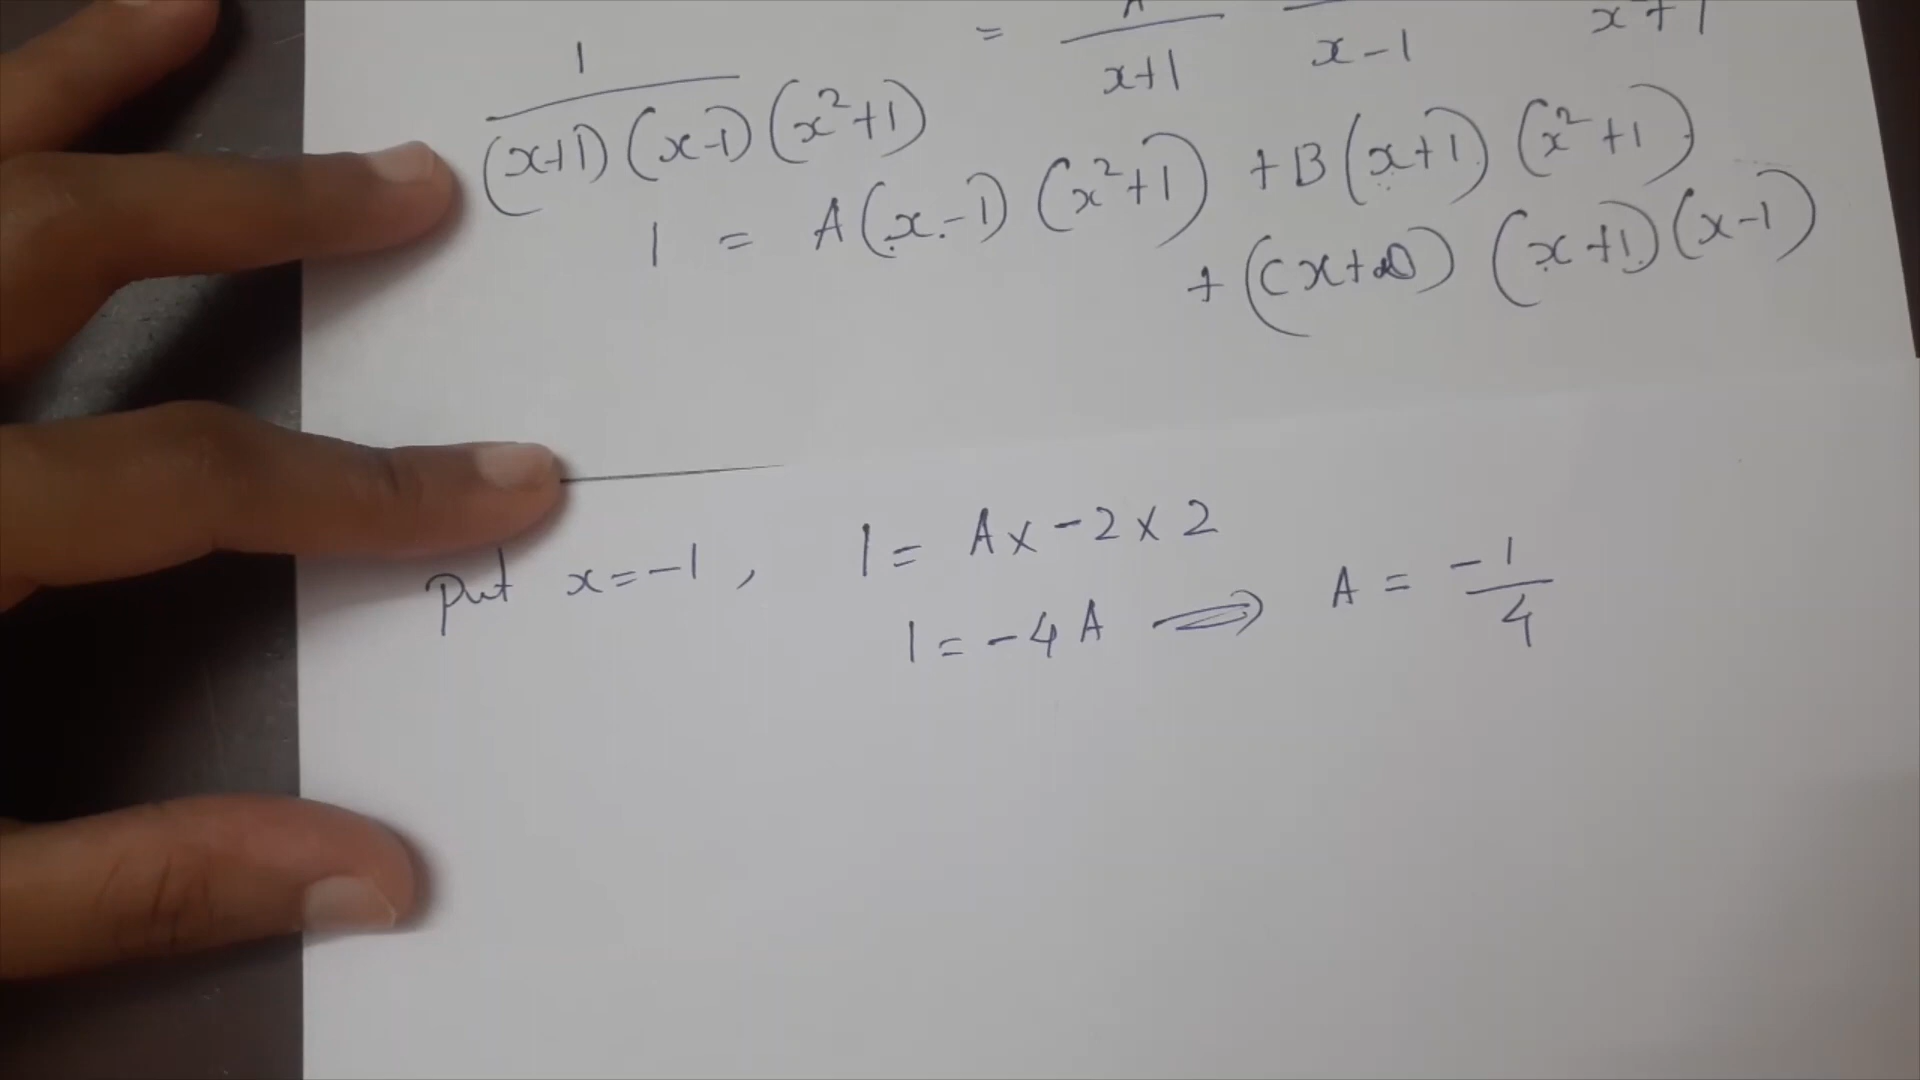 1 = A
(x+1)(x-1)(x²+1) x+1 x-1 x²+1
1 = A(x-1)(x²+1) + B(x+1)(x²+1)
+ (Cx+D)(x+1)(x-1)
Put x=-1, 1 = A×-2×2
1 = -4A ⟹ A = -1/4